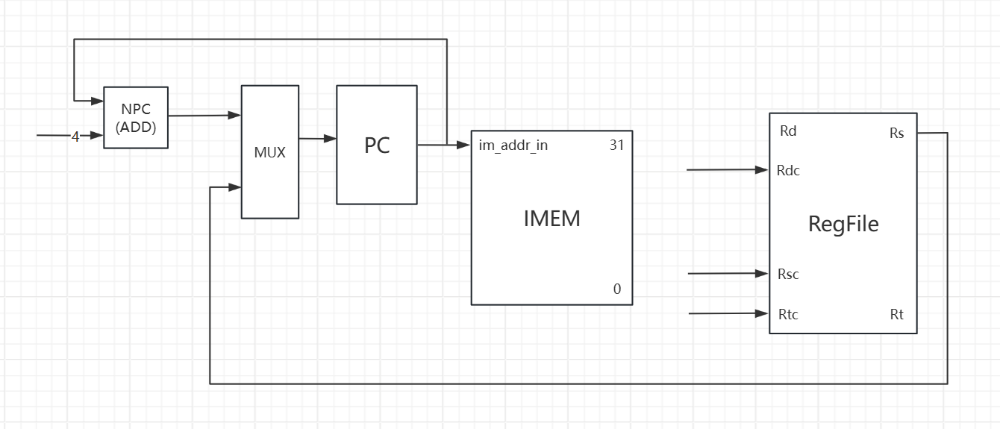 NPC
(ADD)
4
MUX
PC
im_addr_in
31
IMEM
0
Rd
Rs
Rdc
RegFile
Rsc
Rtc
Rt